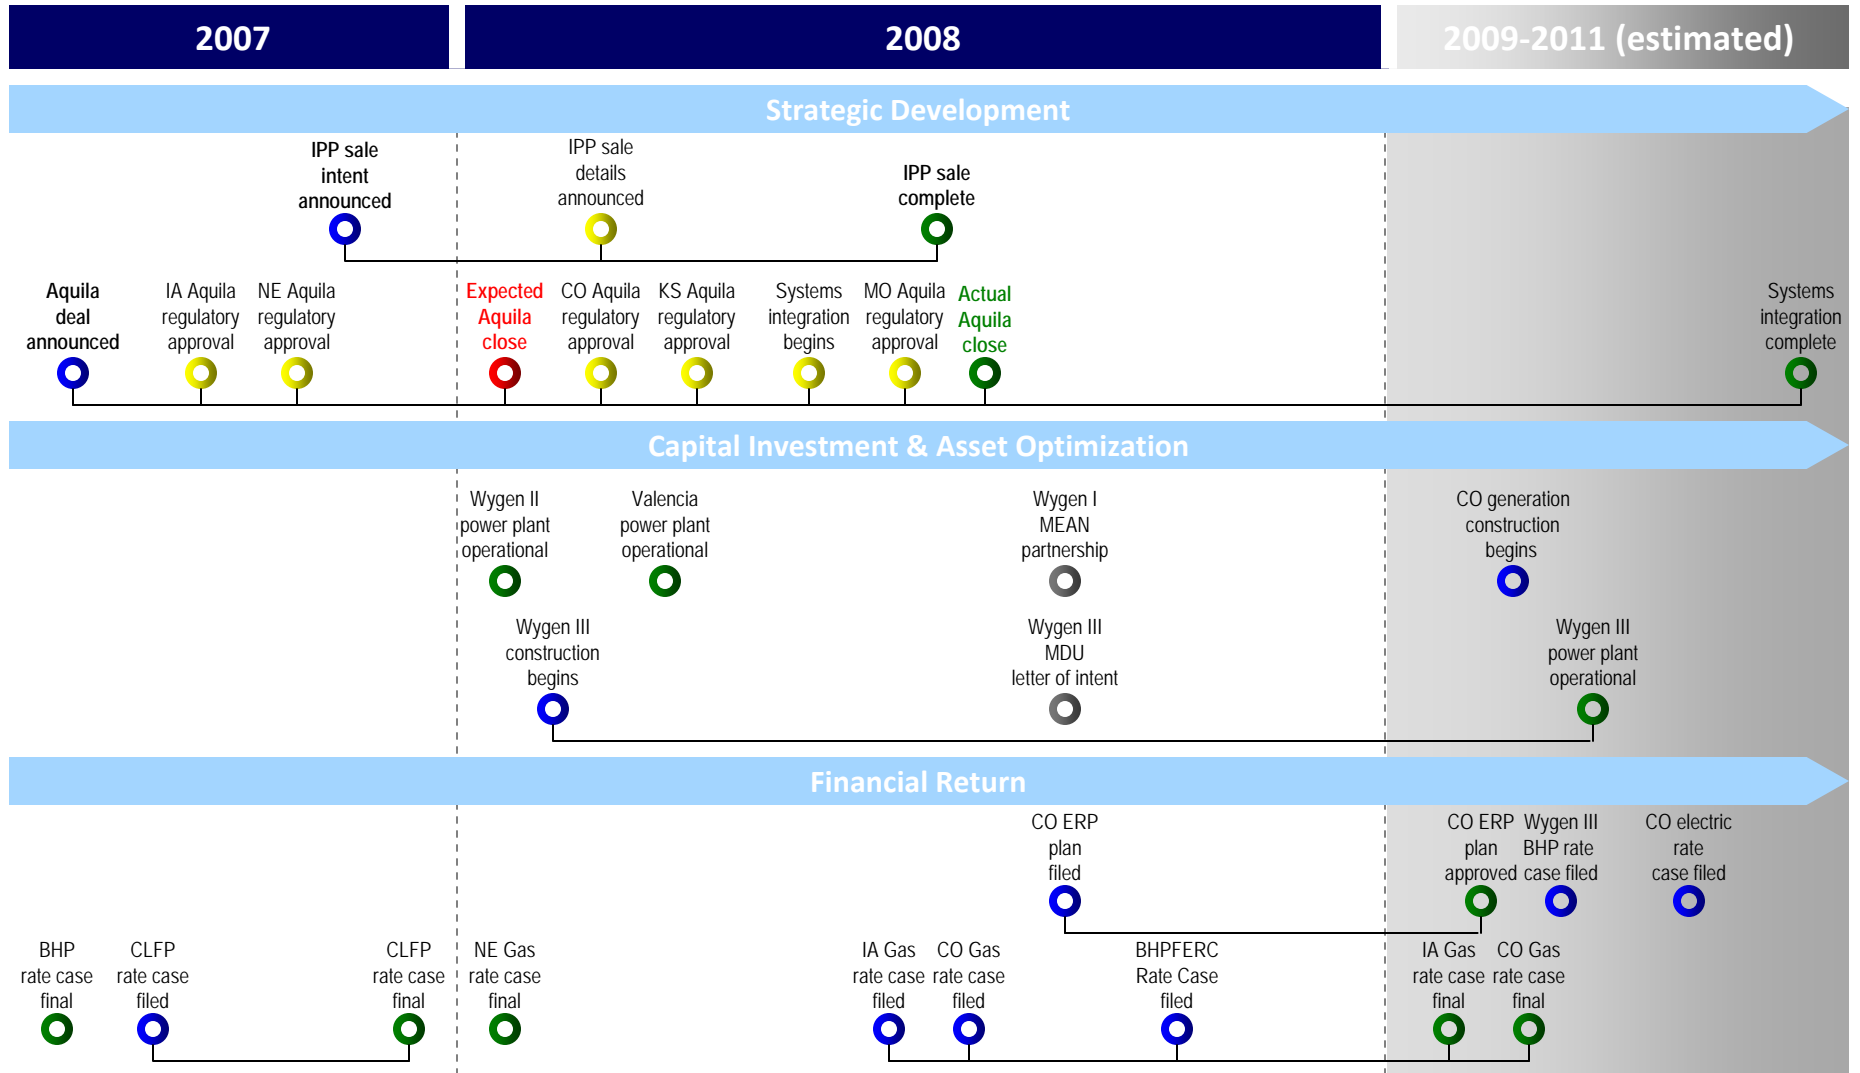 2007
2008
2009-2011 (estimated)
Strategic Development
IPP sale
intent
announced
IPP sale
details
announced
IPP sale
complete
Aquila
deal
announced
IA Aquila
regulatory
approval
NE Aquila
regulatory
approval
Expected
Aquila
close
CO Aquila
regulatory
approval
KS Aquila
regulatory
approval
Systems
integration
begins
MO Aquila
regulatory
approval
Actual
Aquila
close
Systems
integration
complete
Capital Investment & Asset Optimization
Wygen II
power plant
operational
Valencia
power plant
operational
Wygen I
MEAN
partnership
CO generation
construction
begins
Wygen III
construction
begins
Wygen III
MDU
letter of intent
Wygen III
power plant
operational
Financial Return
CO ERP
plan
filed
CO ERP
plan
approved
Wygen III
BHP rate
case filed
CO electric
rate
case filed
BHP
rate case
final
CLFP
rate case
filed
CLFP
rate case
final
NE Gas
rate case
final
IA Gas
rate case
filed
CO Gas
rate case
filed
BHPFERC
Rate Case
filed
IA Gas
rate case
final
CO Gas
rate case
final